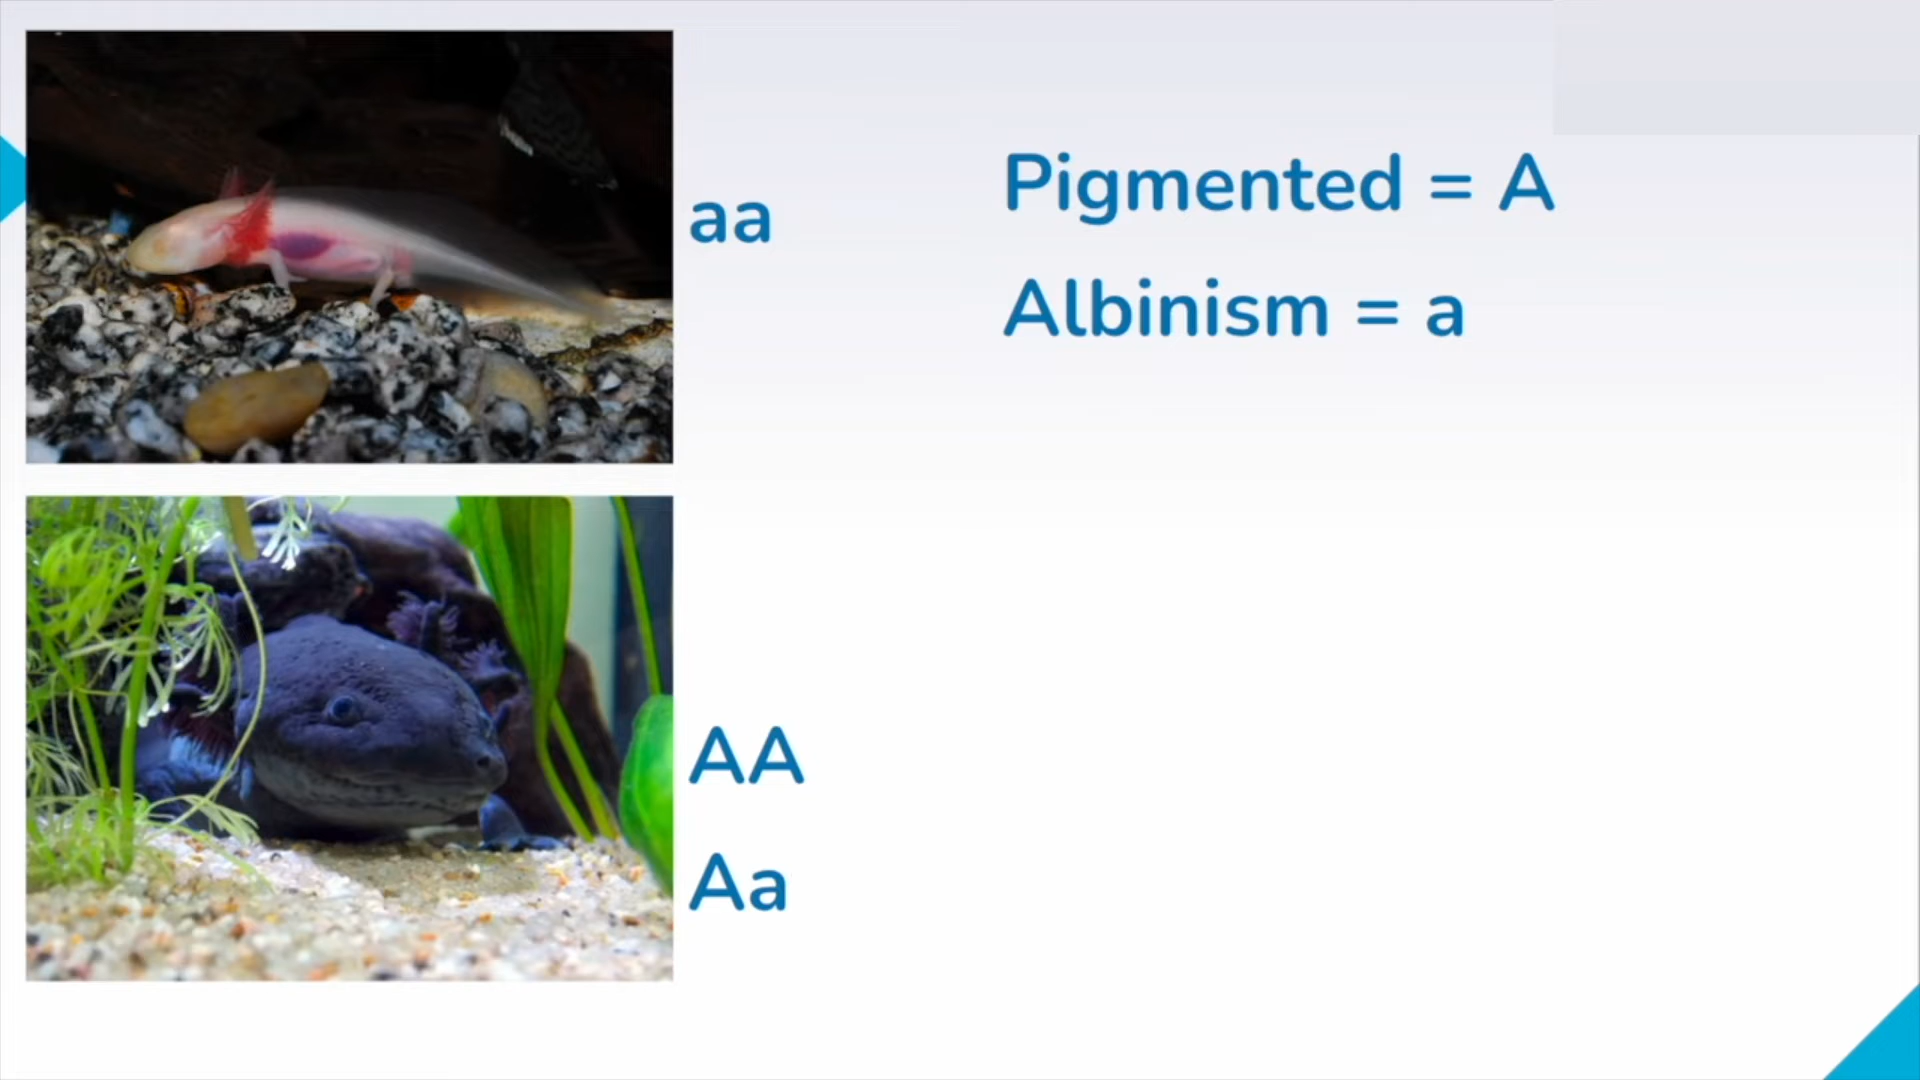 aa
Pigmented = A
Albinism = a
AA
Aa